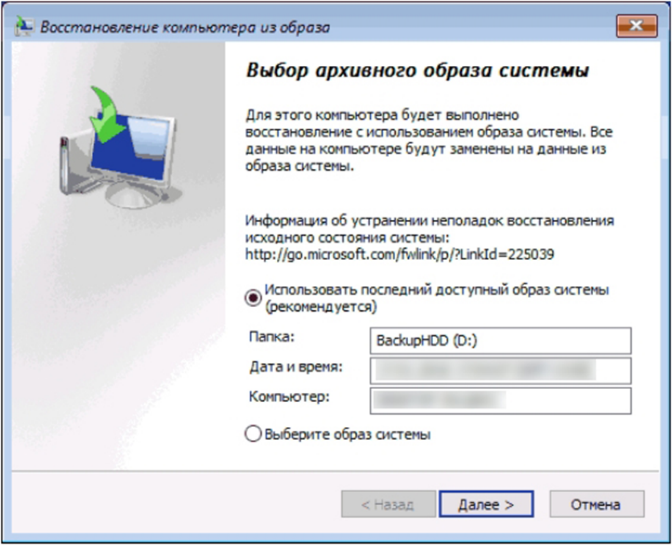 Восстановление компьютера из образа
Выбор архивного образа системы
Для этого компьютера будет выполнено
восстановление с использованием образа системы. Все
данные на компьютере будут заменены на данные из
образа системы.
Информация об устранении неполадок восстановления
исходного состояния системы:
http://go.microsoft.com/fwlink/p/?LinkId=225039
Использовать последний доступный образ системы
(рекомендуется)
Папка: BackupHDD (D:)
Дата и время:
Компьютер:
Выберите образ системы
< Назад Далее > Отмена